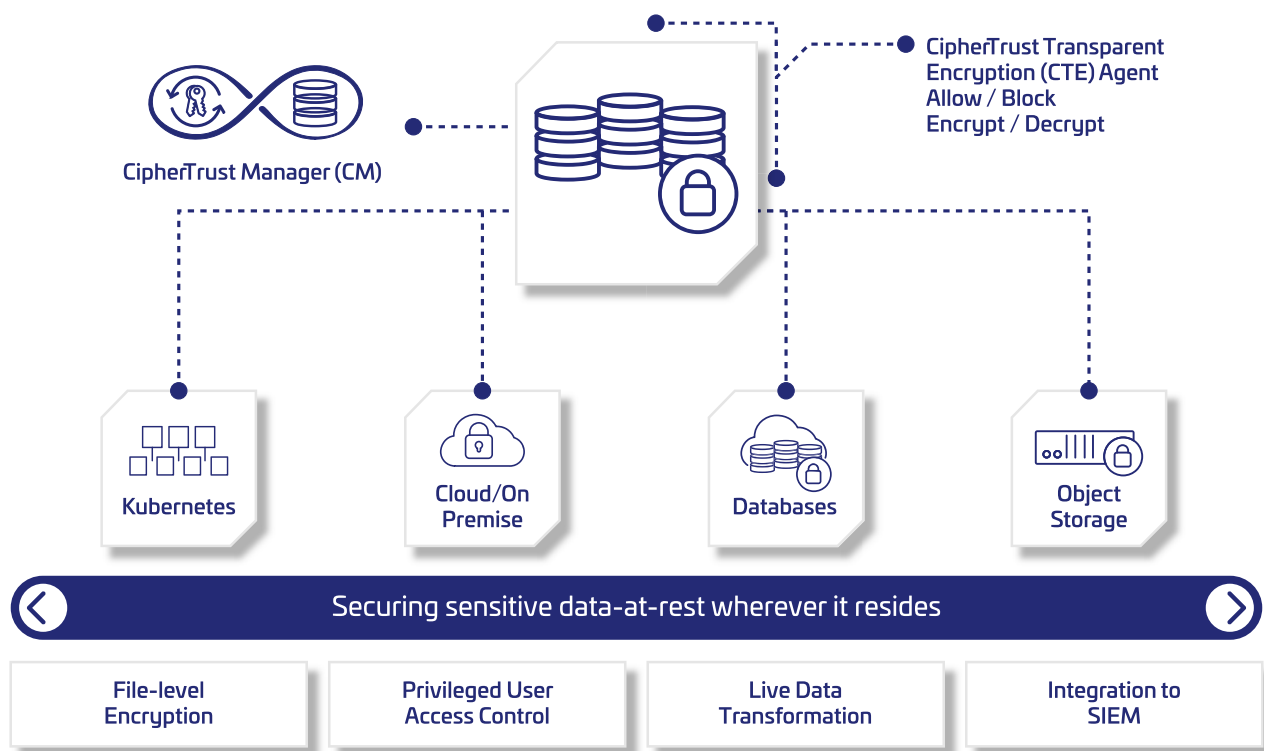 CipherTrust Transparent
Encryption (CTE) Agent
Allow / Block
Encrypt / Decrypt
CipherTrust Manager (CM)
Kubernetes
Cloud/On
Premise
Databases
Object
Storage
Securing sensitive data-at-rest wherever it resides
File-level
Encryption
Privileged User
Access Control
Live Data
Transformation
Integration to
SIEM